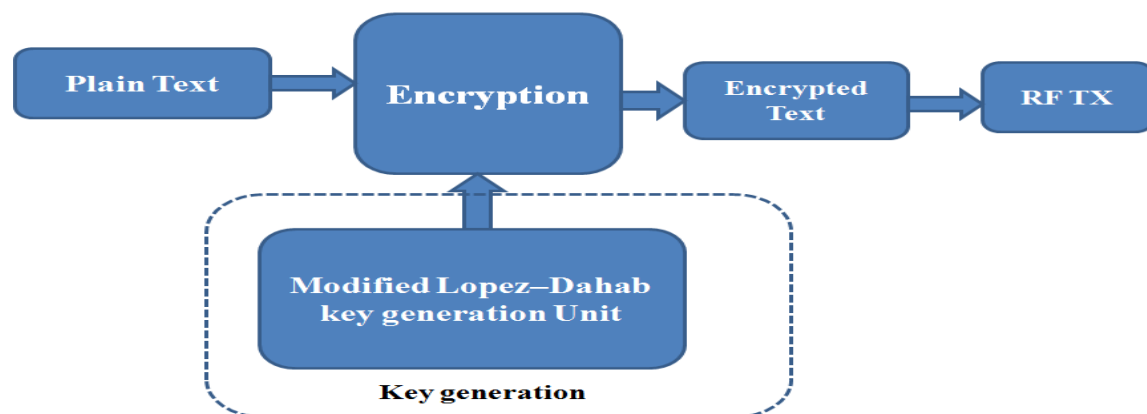 Plain Text
Encryption
Encrypted
Text
RF TX
Modified Lopez–Dahab
key generation Unit
Key generation